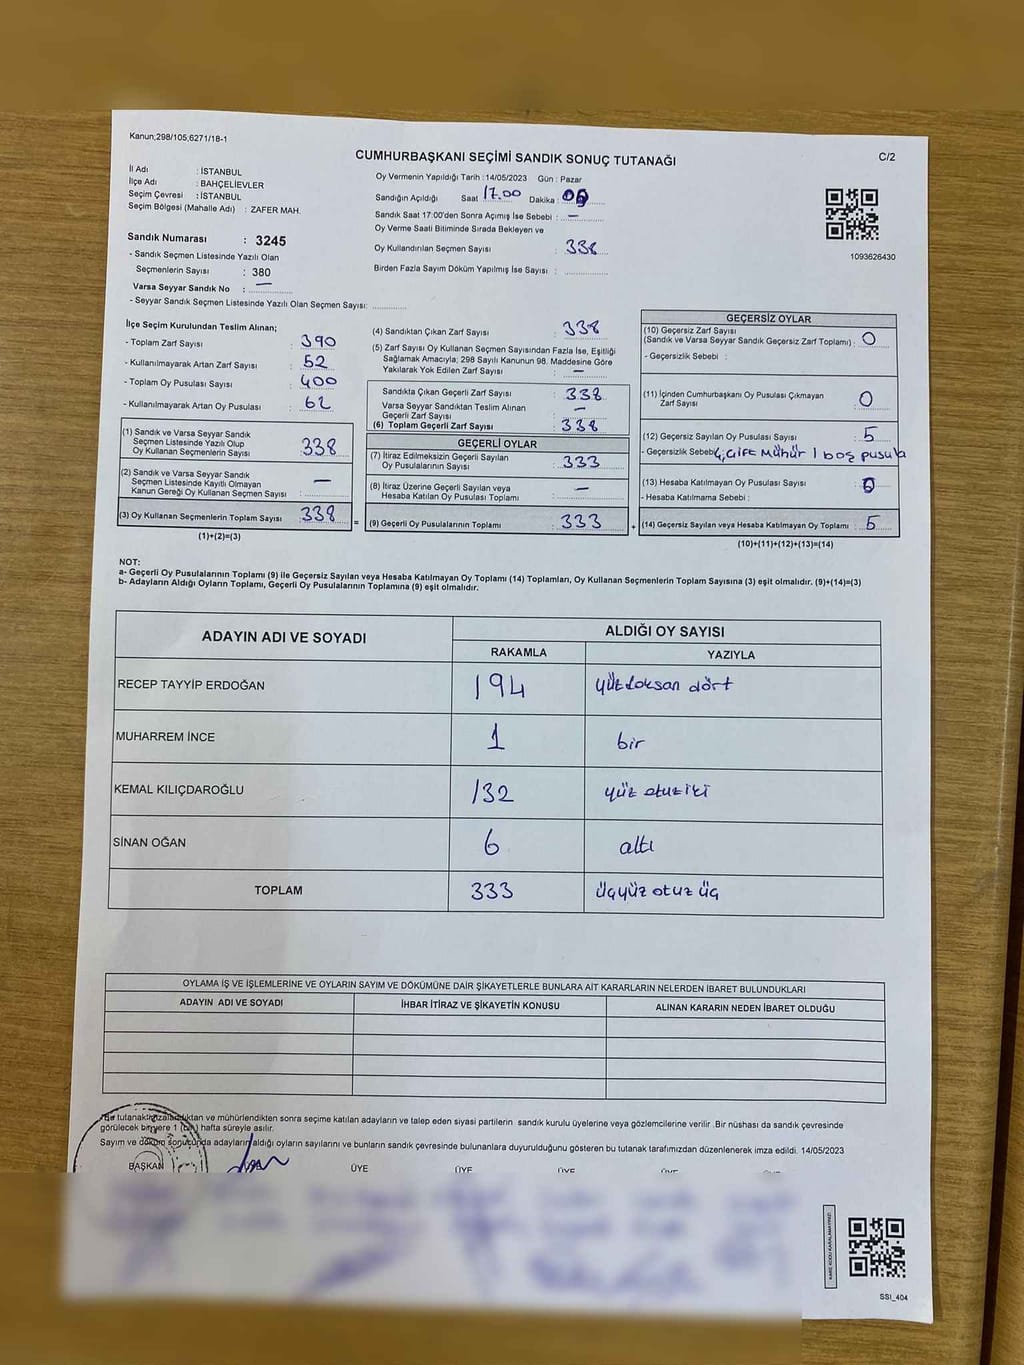 Kanun,298/105,6271/18-1
CUMHURBAŞKANI SEÇİMİ SANDIK SONUÇ TUTANAĞI
C/2
İl Adı : İSTANBUL
İlçe Adı : BAHÇELİEVLER
Seçim Çevresi : İSTANBUL
Seçim Bölgesi (Mahalle Adı) : ZAFER MAH.
Sandık Numarası : 3245
- Sandık Seçmen Listesinde Yazılı Olan
Seçmenlerin Sayısı : 380
Varsa Seyyar Sandık No : —
- Seyyar Sandık Seçmen Listesinde Yazılı Olan Seçmen Sayısı:
Oy Vermenin Yapıldığı Tarih : 14/05/2023 Gün : Pazar
Sandığın Açıldığı Saat 17.00 Dakika :
Sandık Saat 17:00'den Sonra Açımış İse Sebebi : —
Oy Verme Saati Bitiminde Sırada Bekleyen ve
Oy Kullandırılan Seçmen Sayısı : 338
Birden Fazla Sayım Döküm Yapılmış İse Sayısı :
1093626430
İlçe Seçim Kurulundan Teslim Alınan;
- Toplam Zarf Sayısı : 390
- Kullanılmayarak Artan Zarf Sayısı : 52
- Toplam Oy Pusulası Sayısı : 400
- Kullanılmayarak Artan Oy Pusulası : 62
(1) Sandık ve Varsa Seyyar Sandık
Seçmen Listesinde Yazılı Olup
Oy Kullanan Seçmenlerin Sayısı : 338
(2) Sandık ve Varsa Seyyar Sandık
Seçmen Listesinde Kayıtlı Olmayan
Kanun Gereği Oy Kullanan Seçmen Sayısı : —
(3) Oy Kullanan Seçmenlerin Toplam Sayısı : 338
(1)+(2)=(3)
=
(4) Sandıktan Çıkan Zarf Sayısı : 338
(5) Zarf Sayısı Oy Kullanan Seçmen Sayısından Fazla İse, Eşitliği
Sağlamak Amacıyla; 298 Sayılı Kanunun 98. Maddesine Göre
Yakılarak Yok Edilen Zarf Sayısı : —
Sandıkta Çıkan Geçerli Zarf Sayısı : 338
Varsa Seyyar Sandıktan Teslim Alınan
Geçerli Zarf Sayısı : —
(6) Toplam Geçerli Zarf Sayısı : 338
GEÇERLİ OYLAR
(7) İtiraz Edilmeksizin Geçerli Sayılan
Oy Pusulalarının Sayısı : 333
(8) İtiraz Üzerine Geçerli Sayılan veya
Hesaba Katılan Oy Pusulası Toplamı : —
(9) Geçerli Oy Pusulalarının Toplamı : 333
+
GEÇERSİZ OYLAR
(10) Geçersiz Zarf Sayısı
(Sandık ve Varsa Seyyar Sandık Geçersiz Zarf Toplamı) : 0
- Geçersizlik Sebebi :
(11) İçinden Cumhurbaşkanı Oy Pusulası Çıkmayan
Zarf Sayısı : 0
(12) Geçersiz Sayılan Oy Pusulası Sayısı : 5
- Geçersizlik Sebebi 4 çift mühür 1 boş pusula
(13) Hesaba Katılmayan Oy Pusulası Sayısı : 0
- Hesaba Katılmama Sebebi :
(14) Geçersiz Sayılan veya Hesaba Katılmayan Oy Toplamı : 5
(10)+(11)+(12)+(13)=(14)
NOT:
a- Geçerli Oy Pusulalarının Toplamı (9) ile Geçersiz Sayılan veya Hesaba Katılmayan Oy Toplamı (14) Toplamları, Oy Kullanan Seçmenlerin Toplam Sayısına (3) eşit olmalıdır. (9)+(14)=(3)
b- Adayların Aldığı Oyların Toplamı, Geçerli Oy Pusulalarının Toplamına (9) eşit olmalıdır.
ADAYIN ADI VE SOYADI
ALDIĞI OY SAYISI
RAKAMLA YAZIYLA
RECEP TAYYİP ERDOĞAN 194 yüzdoksan dört
MUHARREM İNCE 1 bir
KEMAL KILIÇDAROĞLU 132 yüz otuziki
SİNAN OĞAN 6 altı
TOPLAM 333 üçyüz otuz üç
OYLAMA İŞ VE İŞLEMLERİNE VE OYLARIN SAYIM VE DÖKÜMÜNE DAİR ŞİKAYETLERLE BUNLARA AİT KARARLARIN NELERDEN İBARET BULUNDUKLARI
ADAYIN ADI VE SOYADI İHBAR İTİRAZ VE ŞİKAYETİN KONUSU ALINAN KARARIN NEDEN İBARET OLDUĞU
tutanak imzalandıktan ve mühürlendikten sonra seçime katılan adayların ve talep eden siyasi partilerin sandık kurulu üyelerine veya gözlemcilerine verilir. Bir nüshası da sandık çevresinde
görülecek bir yere 1 (bir) hafta süreyle asılır.
Sayım ve döküm sonucunda adayların aldığı oyların sayılarını ve bunların sandık çevresinde bulunanlara duyurulduğunu gösteren bu tutanak tarafımızdan düzenlenerek imza edildi. 14/05/2023
BAŞKAN ÜYE ÜYE ÜYE ÜYE
SSI_404